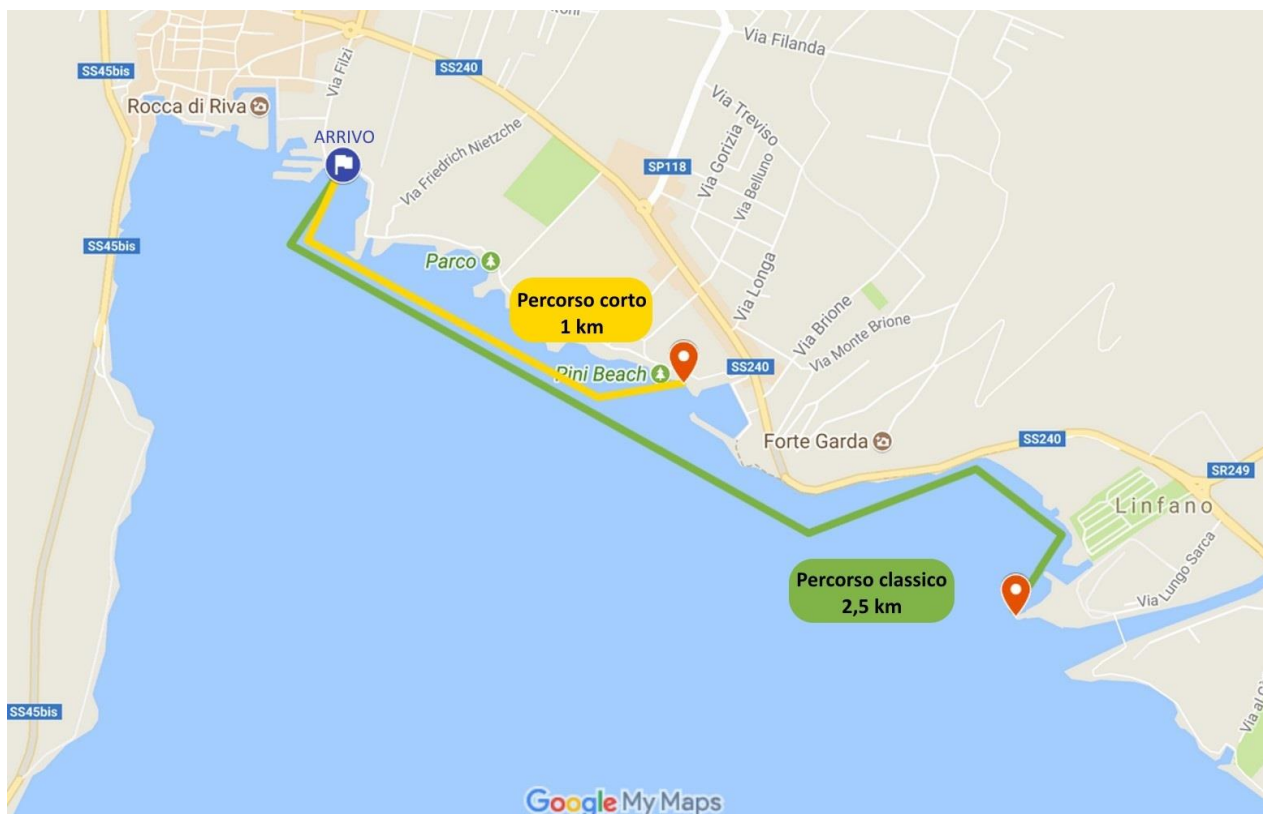 Via Filanda
Via Filzi
SS240
SS45bis
Via Treviso
Rocca di Riva
Via Gorizia
ARRIVO
Via Friedrich Nietzche
SP118
Via Belluno
SS45bis
Parco
Via Longa
Percorso corto
1 km
Via Brione
Via Monte Brione
Pini Beach
SS240
Forte Garda
SS240
SR249
Linfano
Percorso classico
2,5 km
Via Lungo Sarca
SS45bis
Google My Maps